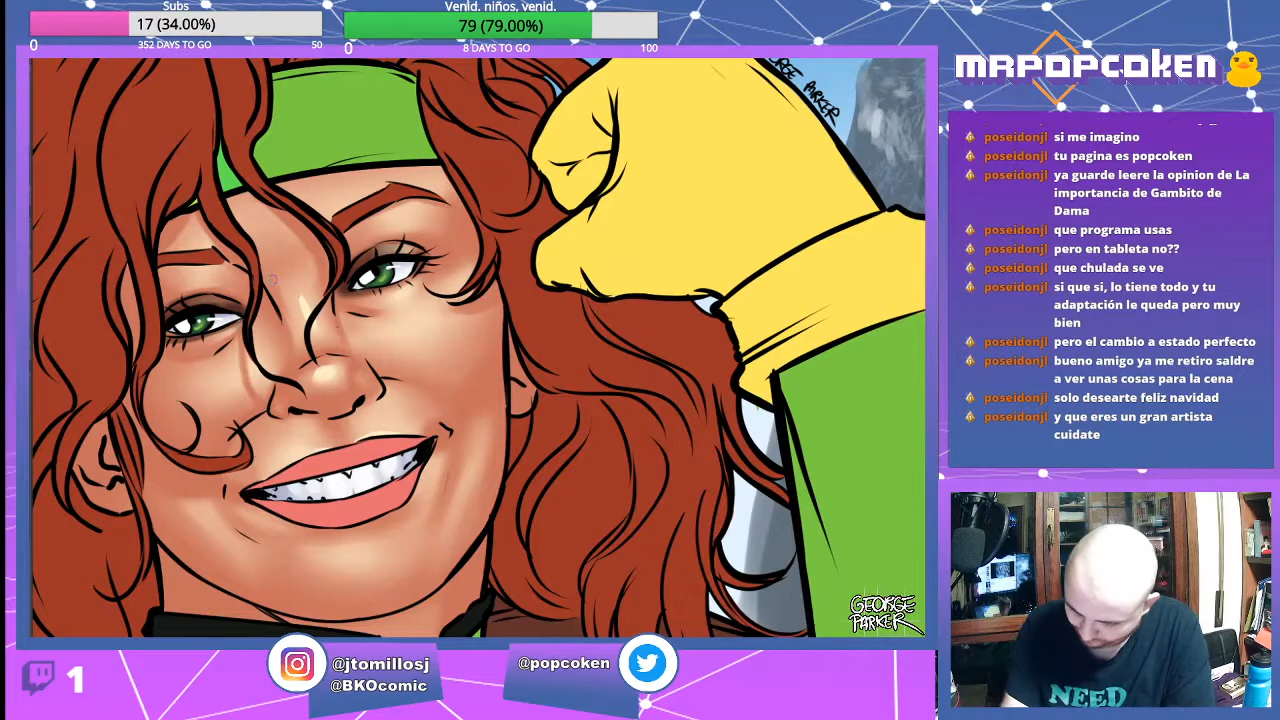 Subs
17 (34.00%)
0
352 DAYS TO GO
50
Venid, niños, venid.
79 (79.00%)
0
8 DAYS TO GO
100
PARKER
MRPOPCOKEN
poseidonjl si me imagino
poseidonjl tu pagina es popcoken
poseidonjl ya guarde leere la opinion de La
importancia de Gambito de
Dama
poseidonjl que programa usas
poseidonjl pero en tableta no??
poseidonjl que chulada se ve
poseidonjl si que si, lo tiene todo y tu
adaptación le queda pero muy
bien
poseidonjl pero el cambio a estado perfecto
poseidonjl bueno amigo ya me retiro saldre
a ver unas cosas para la cena
poseidonjl solo desearte feliz navidad
poseidonjl y que eres un gran artista
cuidate
GEORGE
PARKER
1
@jtomillosj
@BKOcomic
@popcoken
NEED